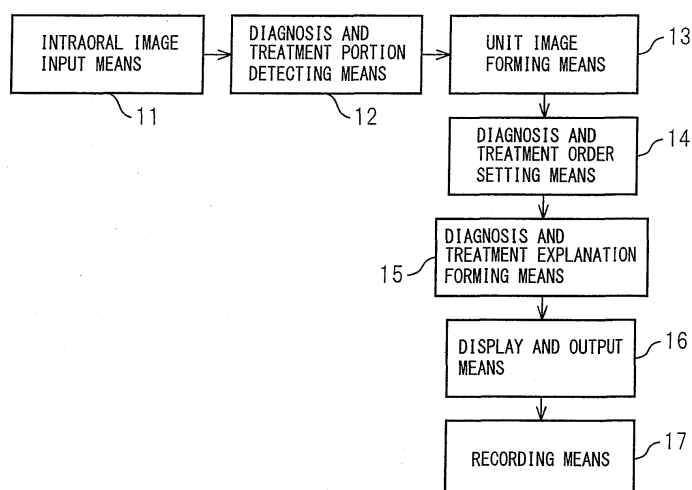 INTRAORAL IMAGE
INPUT MEANS
11
DIAGNOSIS AND
TREATMENT PORTION
DETECTING MEANS
12
UNIT IMAGE
FORMING MEANS
13
DIAGNOSIS AND
TREATMENT ORDER
SETTING MEANS
14
DIAGNOSIS AND
TREATMENT EXPLANATION
FORMING MEANS
15
DISPLAY AND OUTPUT
MEANS
16
RECORDING MEANS
17